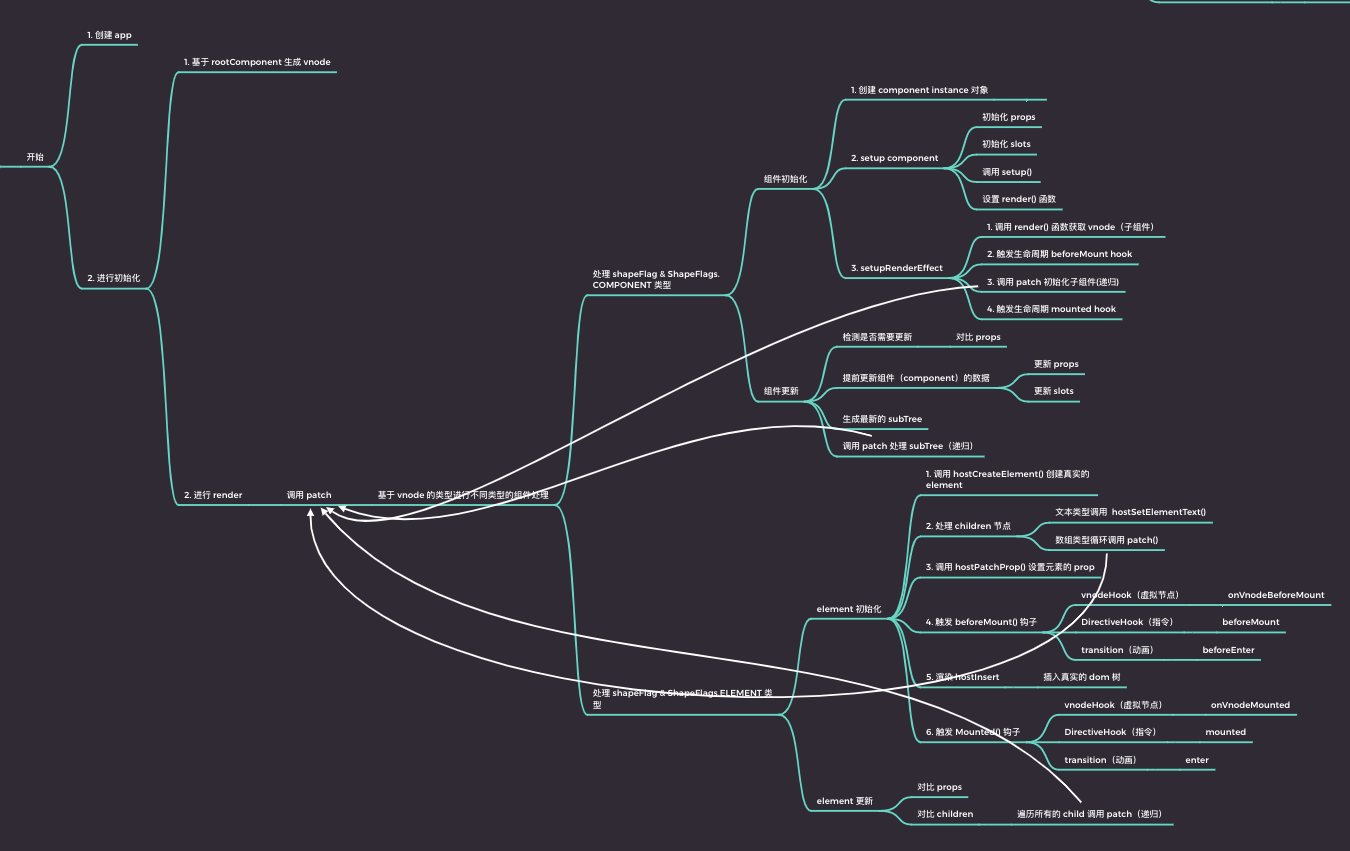 开始
1. 创建 app
2. 进行初始化
1. 基于 rootComponent 生成 vnode
2. 进行 render
调用 patch
基于 vnode 的类型进行不同类型的组件处理
处理 shapeFlag & ShapeFlags.
COMPONENT 类型
组件初始化
1. 创建 component instance 对象
2. setup component
初始化 props
初始化 slots
调用 setup()
设置 render() 函数
3. setupRenderEffect
1. 调用 render() 函数获取 vnode（子组件）
2. 触发生命周期 beforeMount hook
3. 调用 patch 初始化子组件(递归)
4. 触发生命周期 mounted hook
组件更新
检测是否需要更新
对比 props
提前更新组件（component）的数据
更新 props
更新 slots
生成最新的 subTree
调用 patch 处理 subTree（递归）
处理 shapeFlag & ShapeFlags.ELEMENT 类
型
element 初始化
1. 调用 hostCreateElement() 创建真实的
element
2. 处理 children 节点
文本类型调用 hostSetElementText()
数组类型循环调用 patch()
3. 调用 hostPatchProp() 设置元素的 prop
4. 触发 beforeMount() 钩子
vnodeHook（虚拟节点）
onVnodeBeforeMount
DirectiveHook（指令）
beforeMount
transition（动画）
beforeEnter
5. 渲染 hostInsert
插入真实的 dom 树
6. 触发 Mounted() 钩子
vnodeHook（虚拟节点）
onVnodeMounted
DirectiveHook（指令）
mounted
transition（动画）
enter
element 更新
对比 props
对比 children
遍历所有的 child 调用 patch（递归）